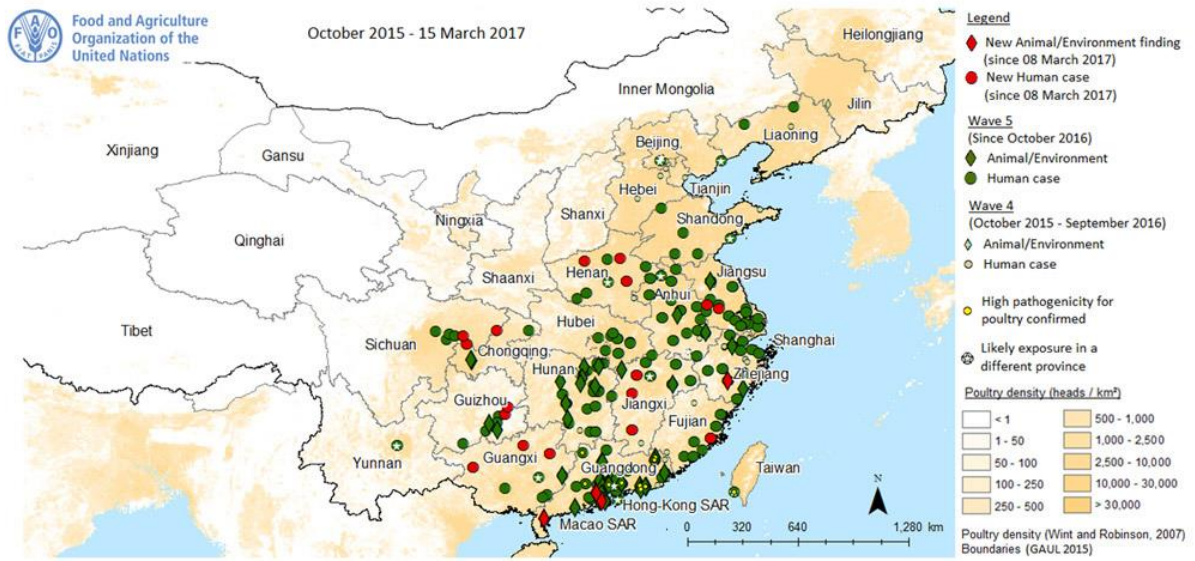 Food and Agriculture
Organization of the
United Nations
F A O
FIAT PANIS
October 2015 - 15 March 2017
Heilongjiang
Inner Mongolia
Jilin
Xinjiang
Gansu
Beijing
Liaoning
Hebei
Tianjin
Ningxia
Shanxi
Shandong
Qinghai
Shaanxi
Henan
Jiangsu
Anhui
Tibet
Hubei
Sichuan
Chongqing
Shanghai
Hunan
Zhejiang
Guizhou
Jiangxi
Fujian
Yunnan
Guangxi
Guangdong
Taiwan
Hong-Kong SAR
Macao SAR
N
0 320 640 1,280 km
Legend
New Animal/Environment finding
(since 08 March 2017)
New Human case
(since 08 March 2017)
Wave 5
(Since October 2016)
Animal/Environment
Human case
Wave 4
(October 2015 - September 2016)
Animal/Environment
Human case
High pathogenicity for
poultry confirmed
Likely exposure in a
different province
Poultry density (heads / km²)
< 1 500 - 1,000
1 - 50 1,000 - 2,500
50 - 100 2,500 - 10,000
100 - 250 10,000 - 30,000
250 - 500 > 30,000
Poultry density (Wint and Robinson, 2007)
Boundaries (GAUL 2015)